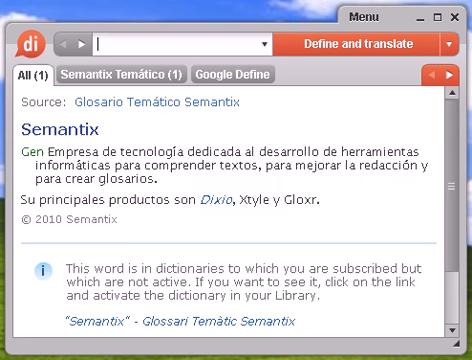 Menu
di
Define and translate
All (1) Semantix Temático (1) Google Define
Source: Glosario Temático Semantix
Semantix
Gen Empresa de tecnología dedicada al desarrollo de herramientas
informáticas para comprender textos, para mejorar la redacción y
para crear glosarios.
Su principales productos son Dixio, Xtyle y Gloxr.
© 2010 Semantix
i
This word is in dictionaries to which you are subscribed but
which are not active. If you want to see it, click on the link
and activate the dictionary in your Library.
"Semantix" - Glossari Temàtic Semantix